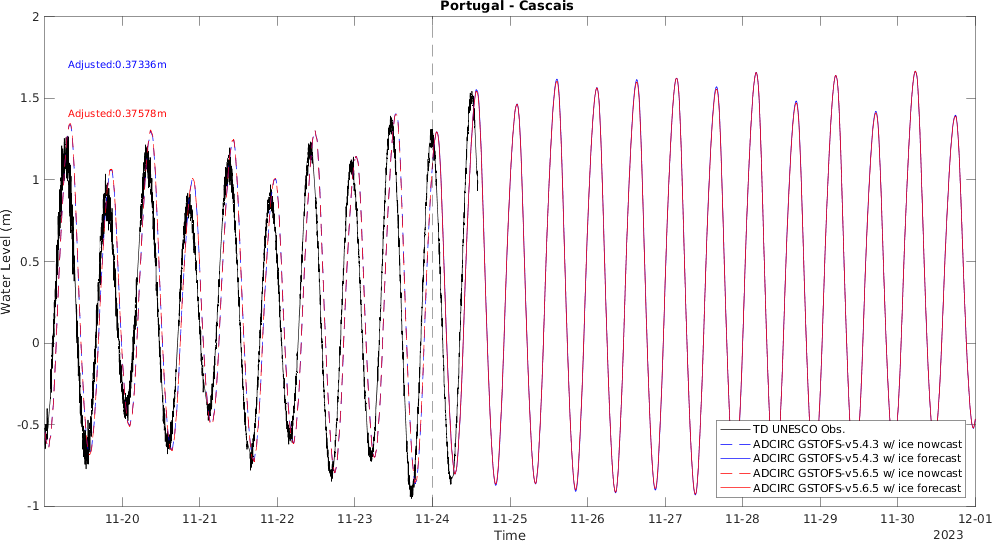 Portugal - Cascais
2
Adjusted:0.37336m
1.5
Adjusted:0.37578m
1
0.5
0
-0.5
-1
Water Level (m)
TD UNESCO Obs.
ADCIRC GSTOFS-v5.4.3 w/ ice nowcast
ADCIRC GSTOFS-v5.4.3 w/ ice forecast
ADCIRC GSTOFS-v5.6.5 w/ ice nowcast
ADCIRC GSTOFS-v5.6.5 w/ ice forecast
11-20 11-21 11-22 11-23 11-24 11-25 11-26 11-27 11-28 11-29 11-30 12-01
Time
2023